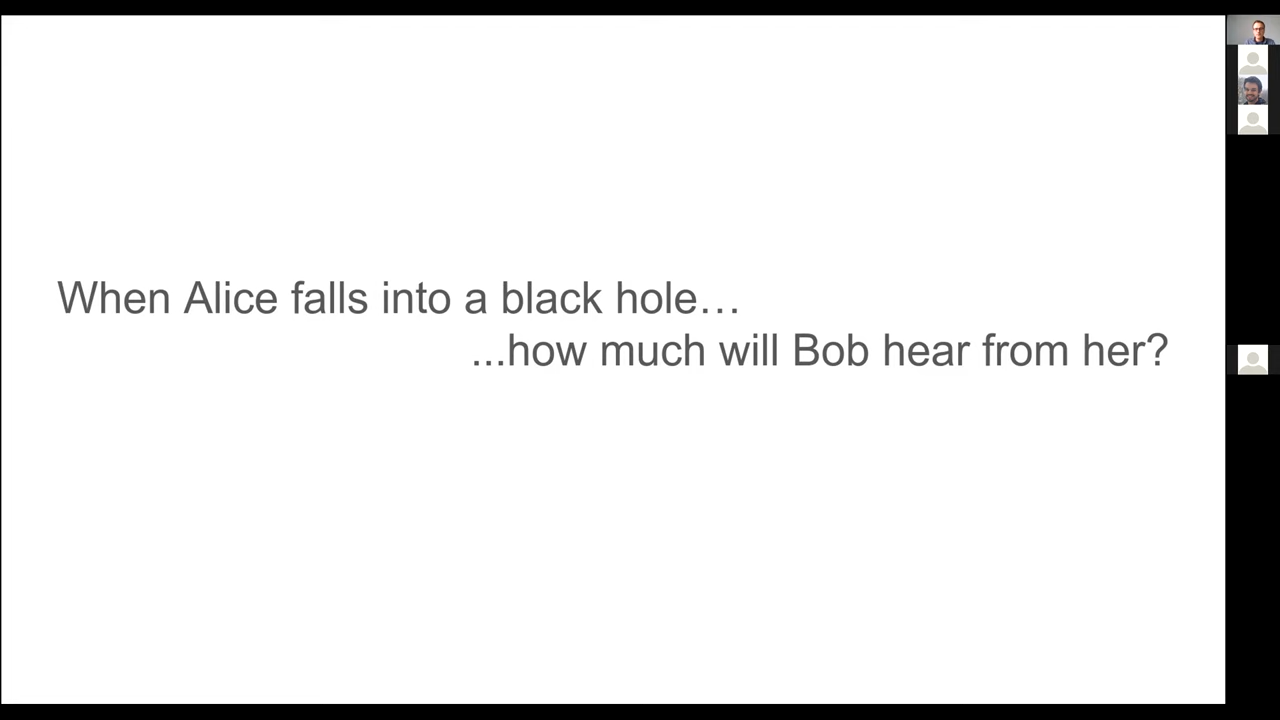 When Alice falls into a black hole…
...how much will Bob hear from her?